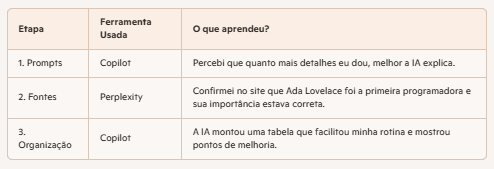 Etapa
Ferramenta
Usada
O que aprendeu?
1. Prompts
Copilot
Percebi que quanto mais detalhes eu dou, melhor a IA explica.
2. Fontes
Perplexity
Confirmei no site que Ada Lovelace foi a primeira programadora e
sua importância estava correta.
3.
Organização
Copilot
A IA montou uma tabela que facilitou minha rotina e mostrou
pontos de melhoria.